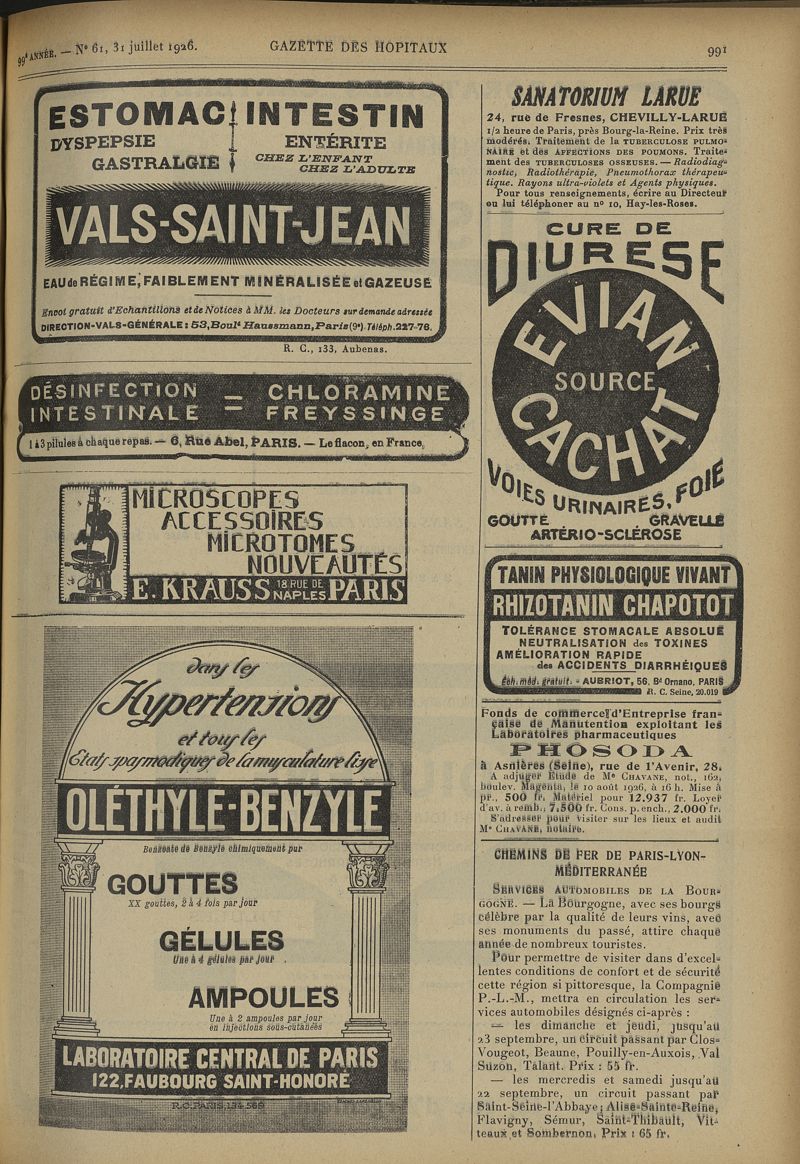 99e ANNÉE. — N° 61, 31 juillet 1926.
GAZETTE DES HOPITAUX
991
ESTOMAC INTESTIN
DYSPEPSIE
GASTRALGIE
ENTÉRITE
CHEZ L'ENFANT
CHEZ L'ADULTE
VALS-SAINT-JEAN
EAU de RÉGIME, FAIBLEMENT MINÉRALISÉE et GAZEUSE
Envoi gratuit d'Echantillons et de Notices à MM. les Docteurs sur demande adressée
DIRECTION-VALS-GÉNÉRALE : 53, Boulᵈ Haussmann, Paris (9ᵉ). Téléph. 227-76.
R. C., 133, Aubenas.
DÉSINFECTION = CHLORAMINE
INTESTINALE = FREYSSINGE
1 à 3 pilules à chaque repas. — 6, Rue Abel, PARIS. — Le flacon, en France,
MICROSCOPES
ACCESSOIRES
MICROTOMES
NOUVEAUTÉS
E. KRAUSS 18 RUE DE NAPLES PARIS
dans les
Hypertensions
et tous les
États spasmodiques de la musculature lisse
OLÉTHYLE-BENZYLE
Benzoate de Benzyle chimiquement pur
GOUTTES
XX gouttes, 2 à 4 fois par jour
GÉLULES
Une à 4 gélules par jour
AMPOULES
Une à 2 ampoules par jour
en injections sous-cutanées
LABORATOIRE CENTRAL DE PARIS
122, FAUBOURG SAINT-HONORÉ
R.C. PARIS. 134 566
SANATORIUM LARUE
24, rue de Fresnes, CHEVILLY-LARUE
1/2 heure de Paris, près Bourg-la-Reine. Prix très
modérés. Traitement de la TUBERCULOSE PULMO-
NAIRE et des AFFECTIONS DES POUMONS. Traite-
ment des TUBERCULOSES OSSEUSES. — Radiodiag-
nostic, Radiothérapie, Pneumothorax thérapeu-
tique. Rayons ultra-violets et Agents physiques.
Pour tous renseignements, écrire au Directeur
ou lui téléphoner au nº 10, Hay-les-Roses.
CURE DE
DIURESE
EVIAN
SOURCE
CACHAT
VOIES URINAIRES, FOIE
GOUTTE GRAVELLE
ARTÉRIO-SCLÉROSE
TANIN PHYSIOLOGIQUE VIVANT
RHIZOTANIN CHAPOTOT
TOLÉRANCE STOMACALE ABSOLUE
NEUTRALISATION des TOXINES
AMÉLIORATION RAPIDE
des ACCIDENTS DIARRHÉIQUES
Éch. méd. gratuit. - AUBRIOT, 56, Bᵈ Ornano, PARIS
R. C. Seine, 20.019
Fonds de commerce d'Entreprise fran-
çaise de Manutention exploitant les
Laboratoires pharmaceutiques
PHOSODA
à Asnières (Seine), rue de l'Avenir, 28.
A adjuger Étude de Mᵉ CHAVANE, not., 162,
boulev. Magenta, le 10 août 1926, à 16 h. Mise à
pr., 500 fr. Matériel pour 12.937 fr. Loyer
d'av. à remb., 7.500 fr. Cons. p. ench., 2.000 fr.
S'adresser pour visiter sur les lieux et audit
Mᵉ CHAVANE, notaire.
CHEMINS DE FER DE PARIS-LYON-
MÉDITERRANÉE
SERVICES AUTOMOBILES DE LA BOUR-
GOGNE. — La Bourgogne, avec ses bourgs
célèbre par la qualité de leurs vins, avec
ses monuments du passé, attire chaque
année de nombreux touristes.
Pour permettre de visiter dans d'excel-
lentes conditions de confort et de sécurité
cette région si pittoresque, la Compagnie
P.-L.-M., mettra en circulation les ser-
vices automobiles désignés ci-après :
— les dimanche et jeudi, jusqu'au
23 septembre, un circuit passant par Clos-
Vougeot, Beaune, Pouilly-en-Auxois, Val
Suzon, Talant. Prix : 55 fr.
— les mercredis et samedi jusqu'au
22 septembre, un circuit passant par
Saint-Seine-l'Abbaye, Alise-Sainte-Reine,
Flavigny, Sémur, Saint-Thibault, Vit-
teaux et Sombernon. Prix : 65 fr.